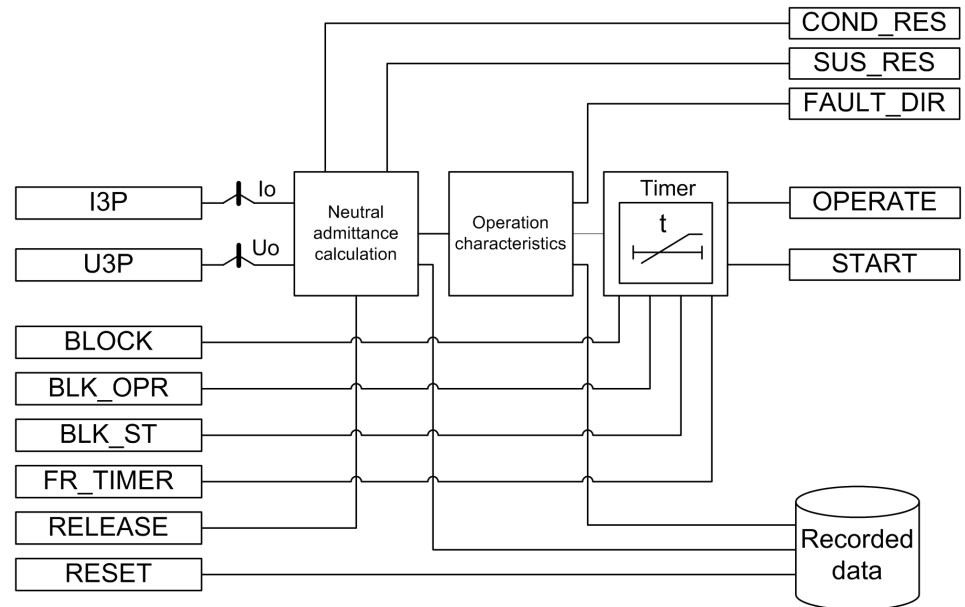 COND_RES
SUS_RES
FAULT_DIR
I3P
Io
Neutral
admittance
calculation
Operation
characteristics
Timer
t
OPERATE
U3P
Uo
START
BLOCK
BLK_OPR
BLK_ST
FR_TIMER
RELEASE
RESET
Recorded
data